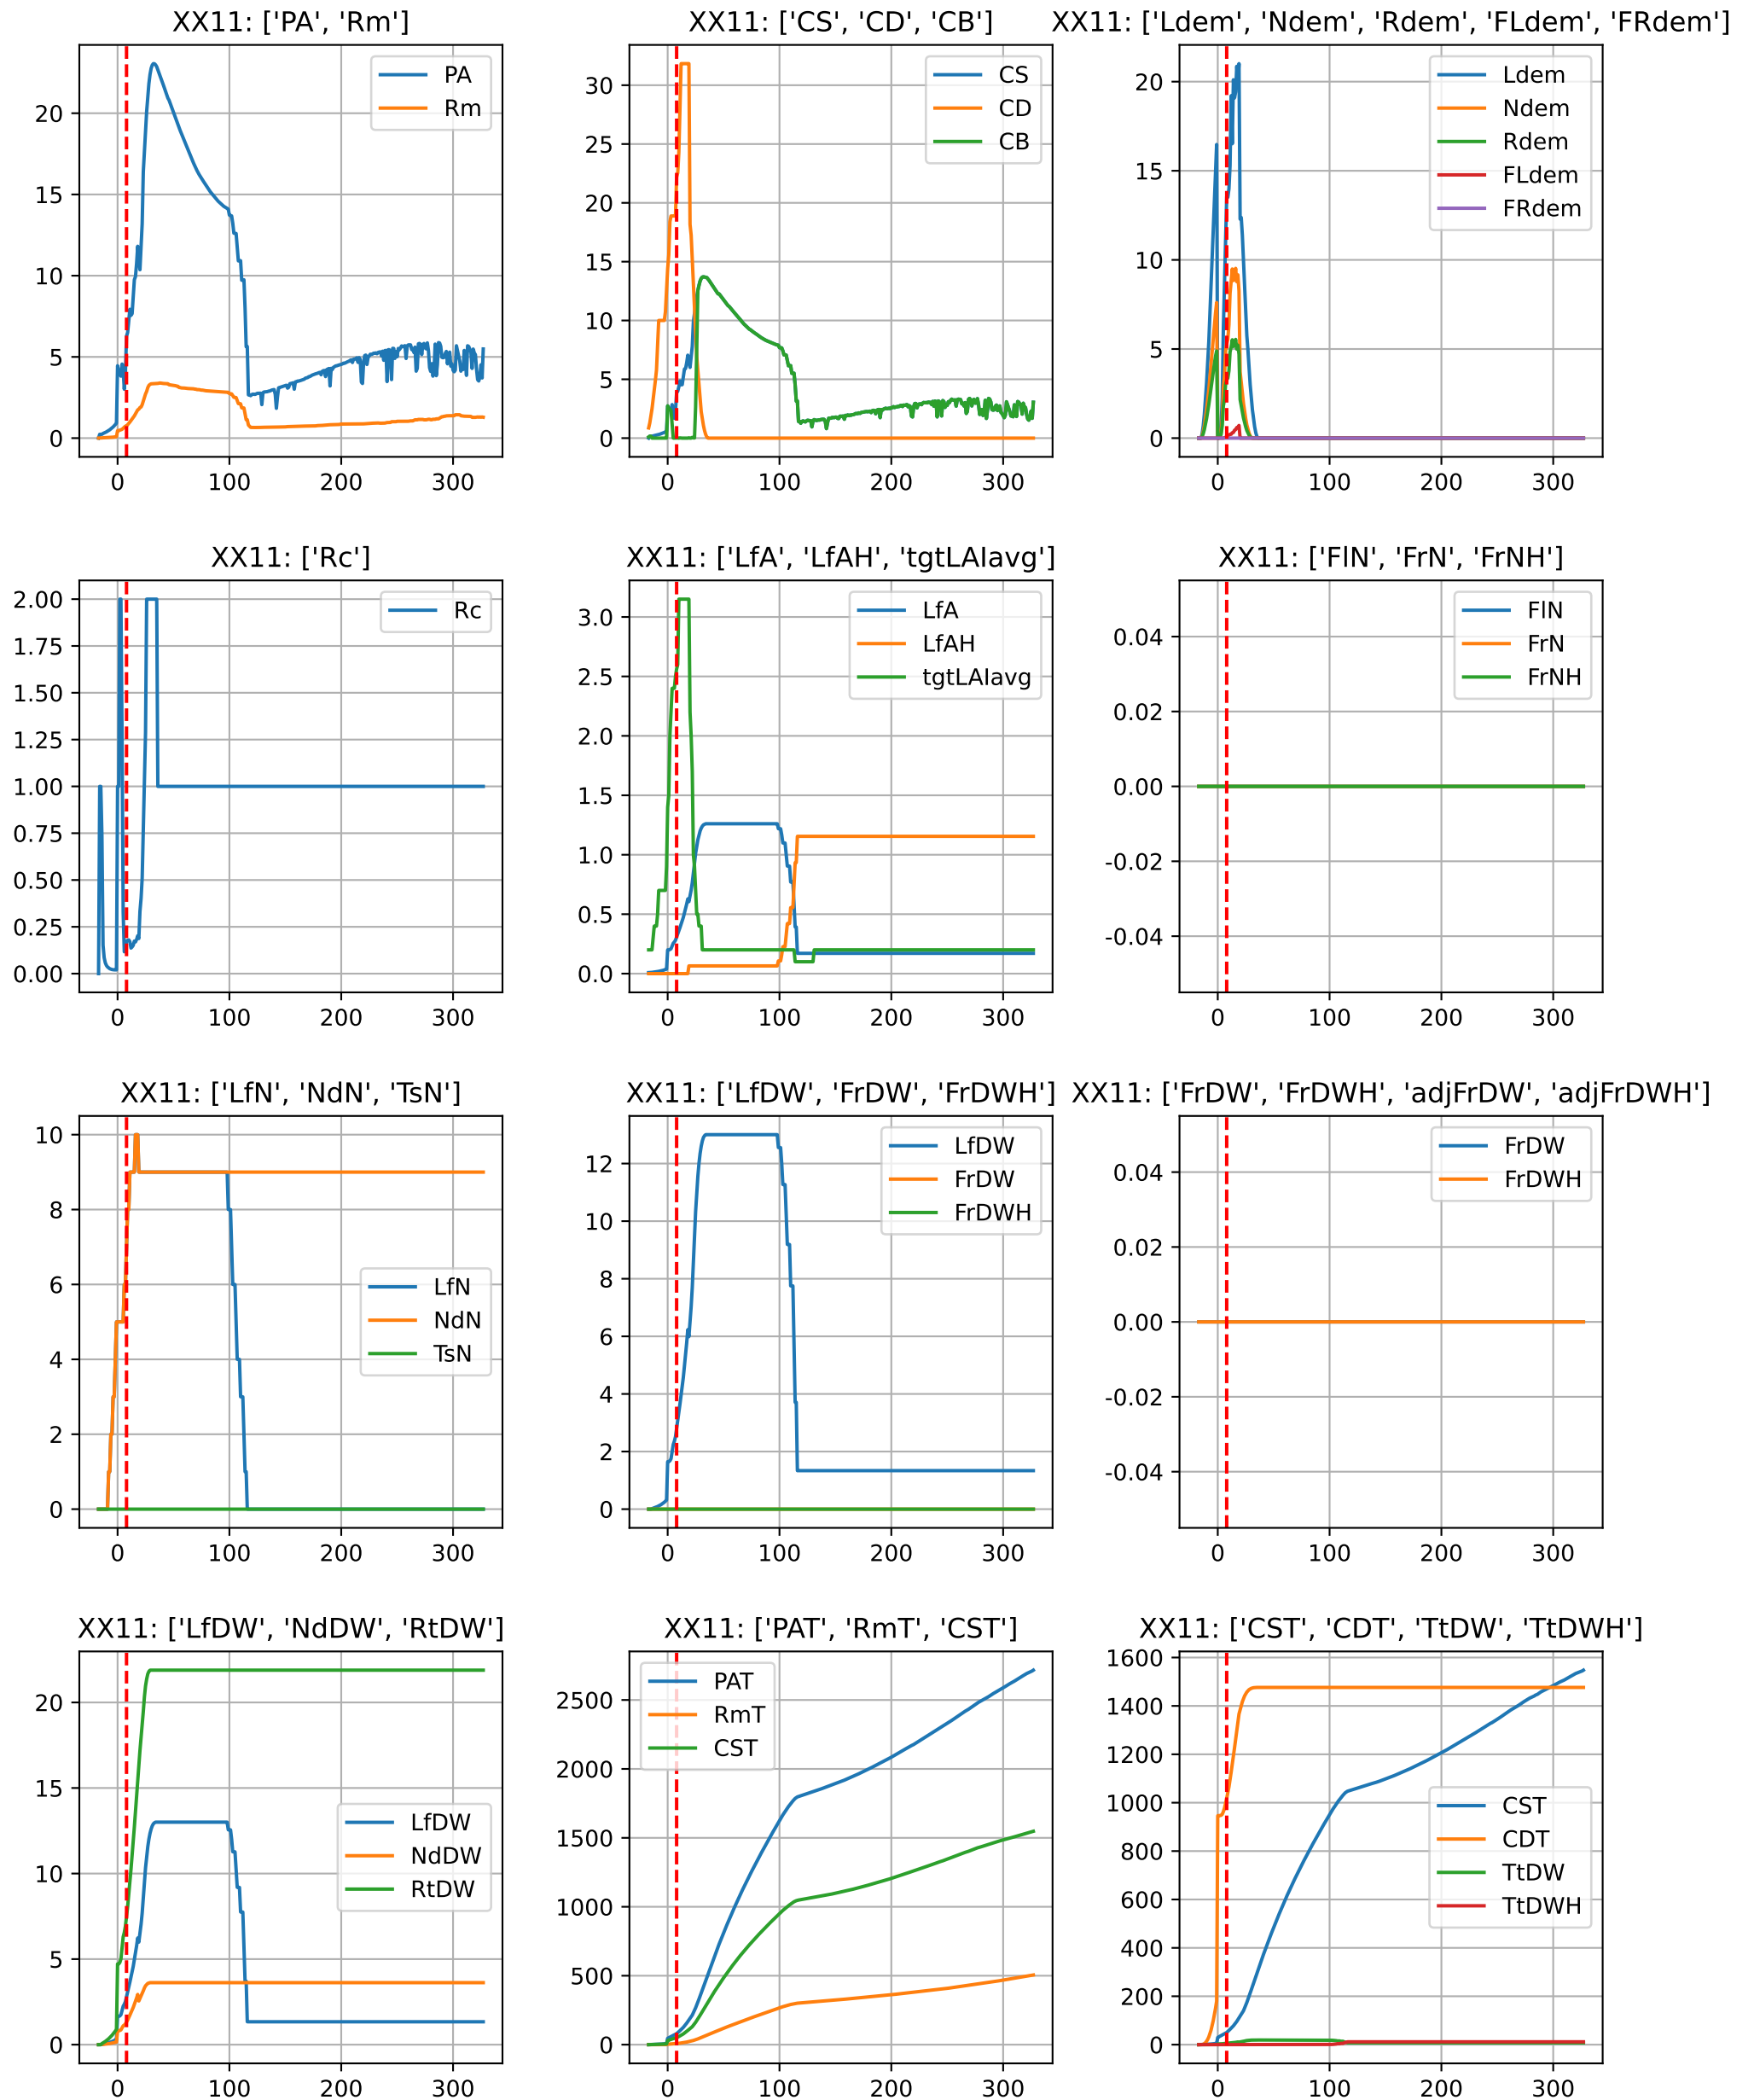 XX11: ['PA', 'Rm']
PA
Rm
20
15
10
5
0
0 100 200 300
XX11: ['CS', 'CD', 'CB']
CS
CD
CB
30
25
20
15
10
5
0
0 100 200 300
XX11: ['Ldem', 'Ndem', 'Rdem', 'FLdem', 'FRdem']
Ldem
Ndem
Rdem
FLdem
FRdem
20
15
10
5
0
0 100 200 300
XX11: ['Rc']
Rc
2.00
1.75
1.50
1.25
1.00
0.75
0.50
0.25
0.00
0 100 200 300
XX11: ['LfA', 'LfAH', 'tgtLAIavg']
LfA
LfAH
tgtLAIavg
3.0
2.5
2.0
1.5
1.0
0.5
0.0
0 100 200 300
XX11: ['FlN', 'FrN', 'FrNH']
FlN
FrN
FrNH
0.04
0.02
0.00
-0.02
-0.04
0 100 200 300
XX11: ['LfN', 'NdN', 'TsN']
LfN
NdN
TsN
10
8
6
4
2
0
0 100 200 300
XX11: ['LfDW', 'FrDW', 'FrDWH']
LfDW
FrDW
FrDWH
12
10
8
6
4
2
0
0 100 200 300
XX11: ['FrDW', 'FrDWH', 'adjFrDW', 'adjFrDWH']
FrDW
FrDWH
0.04
0.02
0.00
-0.02
-0.04
0 100 200 300
XX11: ['LfDW', 'NdDW', 'RtDW']
LfDW
NdDW
RtDW
20
15
10
5
0
0 100 200 300
XX11: ['PAT', 'RmT', 'CST']
PAT
RmT
CST
2500
2000
1500
1000
500
0
0 100 200 300
XX11: ['CST', 'CDT', 'TtDW', 'TtDWH']
CST
CDT
TtDW
TtDWH
1600
1400
1200
1000
800
600
400
200
0
0 100 200 300